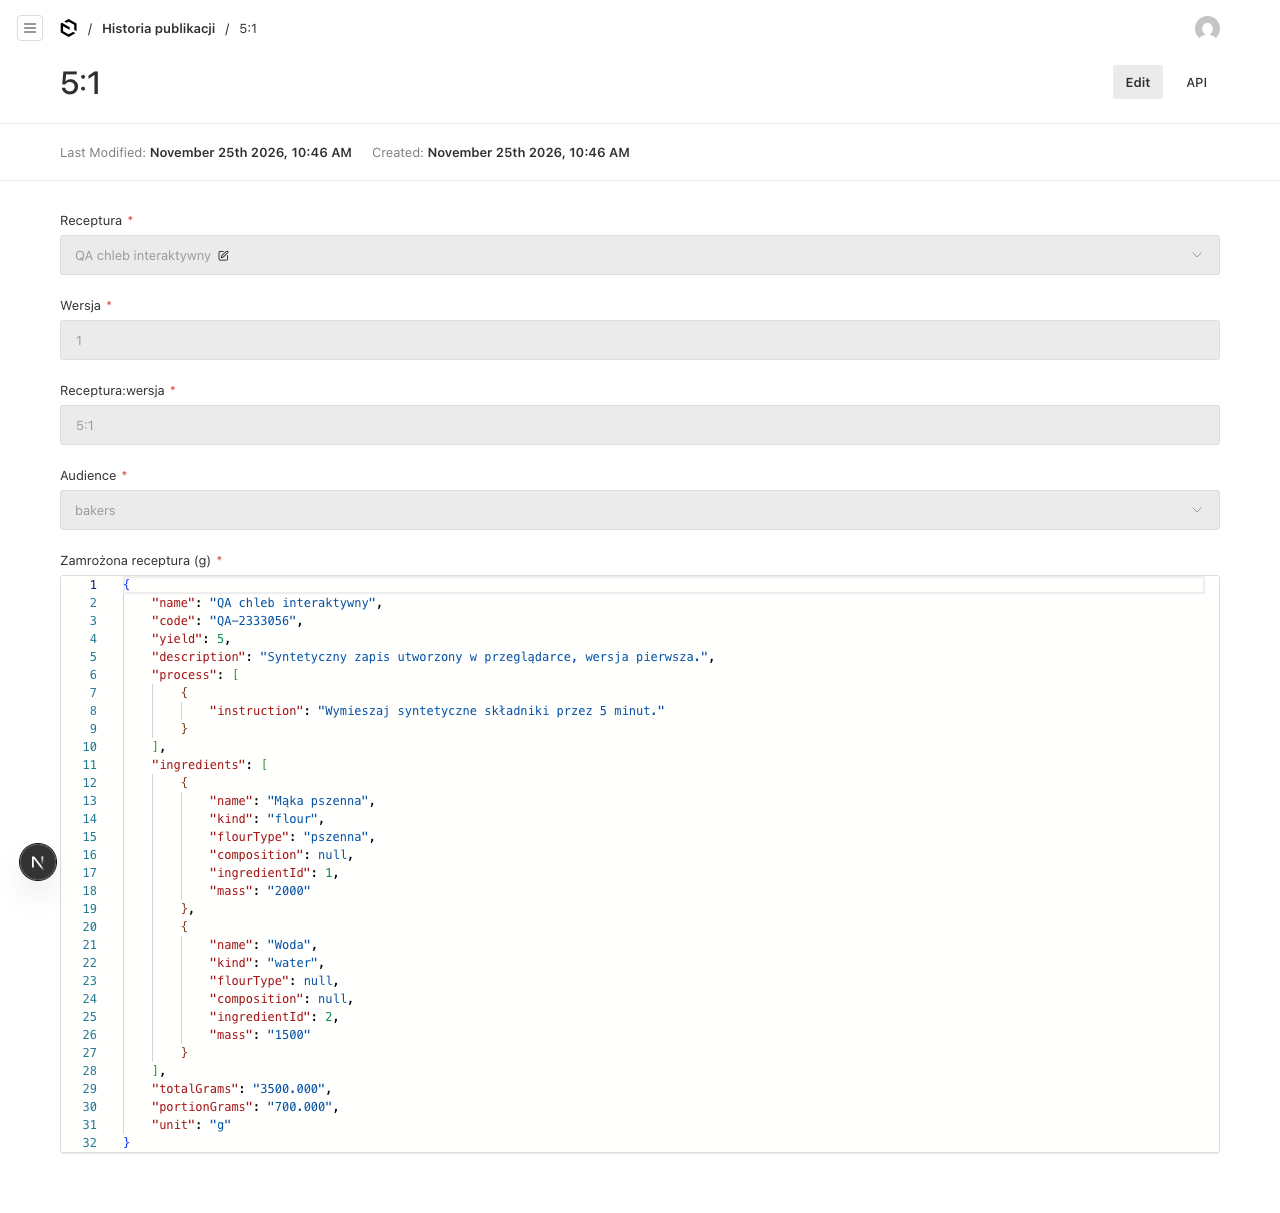 / Historia publikacji / 5:1
5:1
Edit API
Last Modified: November 25th 2026, 10:46 AM Created: November 25th 2026, 10:46 AM
Receptura *
QA chleb interaktywny
Wersja *
1
Receptura:wersja *
5:1
Audience *
bakers
Zamrożona receptura (g) *
1 {
2 "name": "QA chleb interaktywny",
3 "code": "QA-2333056",
4 "yield": 5,
5 "description": "Syntetyczny zapis utworzony w przeglądarce, wersja pierwsza.",
6 "process": [
7 {
8 "instruction": "Wymieszaj syntetyczne składniki przez 5 minut."
9 }
10 ],
11 "ingredients": [
12 {
13 "name": "Mąka pszenna",
14 "kind": "flour",
15 "flourType": "pszenna",
16 "composition": null,
17 "ingredientId": 1,
18 "mass": "2000"
19 },
20 {
21 "name": "Woda",
22 "kind": "water",
23 "flourType": null,
24 "composition": null,
25 "ingredientId": 2,
26 "mass": "1500"
27 }
28 ],
29 "totalGrams": "3500.000",
30 "portionGrams": "700.000",
31 "unit": "g"
32 }
N